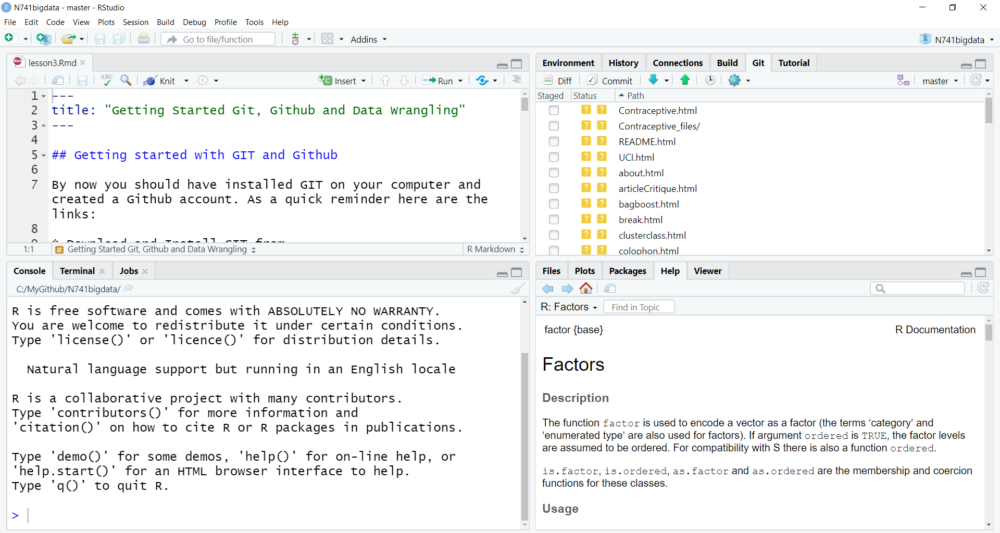 N741bigdata - master - RStudio
File Edit Code View Plots Session Build Debug Profile Tools Help
Go to file/function Addins N741bigdata
lesson3.Rmd
ABC Knit Insert Run
1 ---
2 title: "Getting Started Git, Github and Data Wrangling"
3 ---
4
5 ## Getting started with GIT and Github
6
7 By now you should have installed GIT on your computer and
created a Github account. As a quick reminder here are the
links:
8
9 * Download and Install GIT from
1:1 # Getting Started Git, Github and Data Wrangling R Markdown
Environment History Connections Build Git Tutorial
Diff Commit master
Staged Status Path
? ? Contraceptive.html
? ? Contraceptive_files/
? ? README.html
? ? UCI.html
? ? about.html
? ? articleCritique.html
? ? bagboost.html
? ? break.html
? ? clusterclass.html
? ? colophon.html
Console Terminal Jobs
C:/MyGithub/N741bigdata/
R is free software and comes with ABSOLUTELY NO WARRANTY.
You are welcome to redistribute it under certain conditions.
Type 'license()' or 'licence()' for distribution details.
Natural language support but running in an English locale
R is a collaborative project with many contributors.
Type 'contributors()' for more information and
'citation()' on how to cite R or R packages in publications.
Type 'demo()' for some demos, 'help()' for on-line help, or
'help.start()' for an HTML browser interface to help.
Type 'q()' to quit R.
>
Files Plots Packages Help Viewer
R: Factors Find in Topic
factor {base} R Documentation
Factors
Description
The function factor is used to encode a vector as a factor (the terms ‘category’ and
‘enumerated type’ are also used for factors). If argument ordered is TRUE, the factor levels
are assumed to be ordered. For compatibility with S there is also a function ordered.
is.factor, is.ordered, as.factor and as.ordered are the membership and coercion
functions for these classes.
Usage